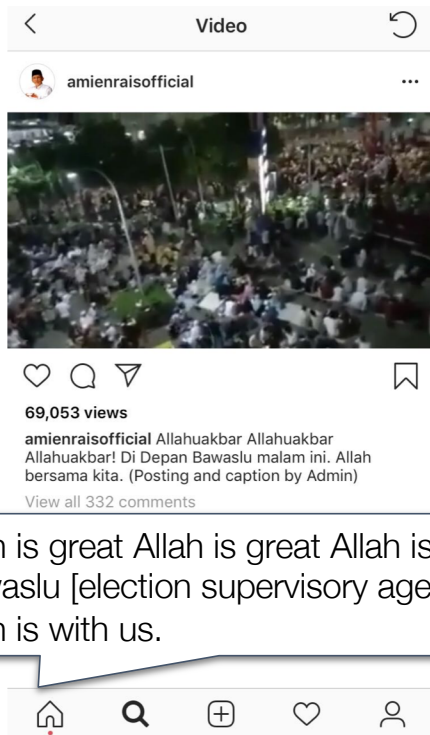 Video
amienraisofficial
69,053 views
amienraisofficial Allahuakbar Allahuakbar
Allahuakbar! Di Depan Bawaslu malam ini. Allah
bersama kita. (Posting and caption by Admin)
View all 332 comments
is great Allah is great Allah is
[election supervisory
is with us.